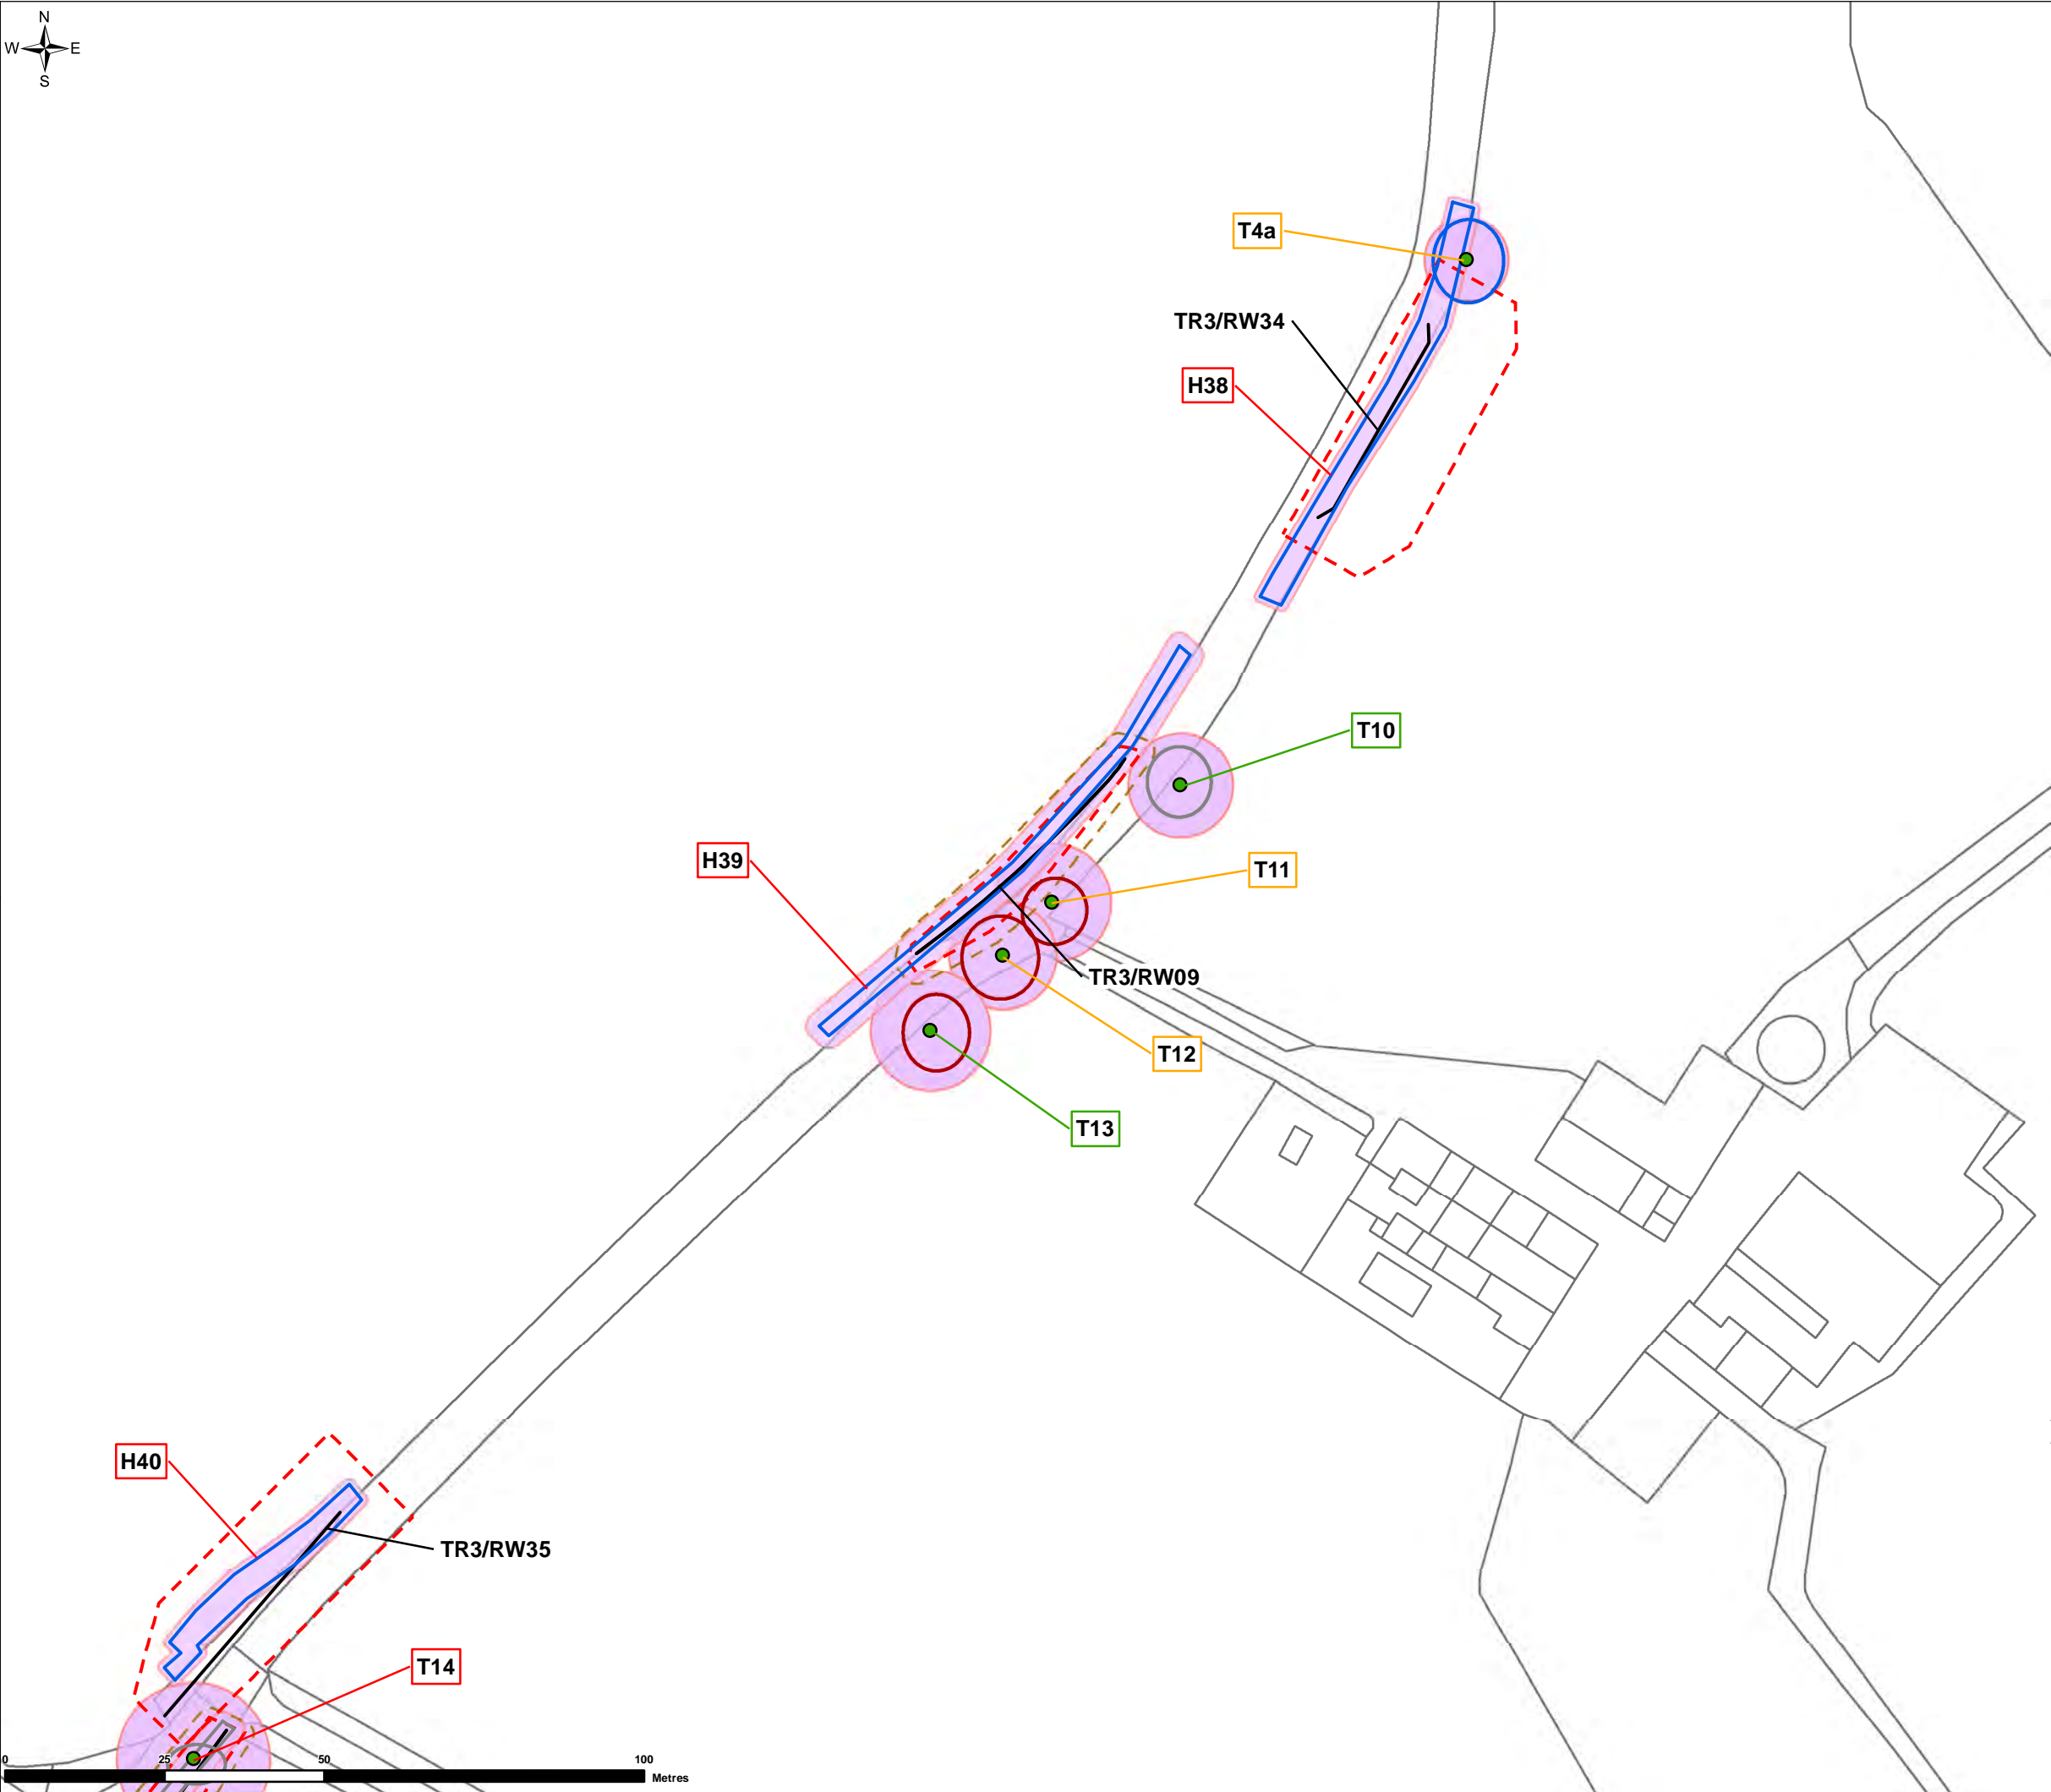 N
W E
S
T4a
TR3/RW34
H38
T10
H39
T11
TR3/RW09
T12
T13
H40
TR3/RW35
T14
0 25 50 100
Metres